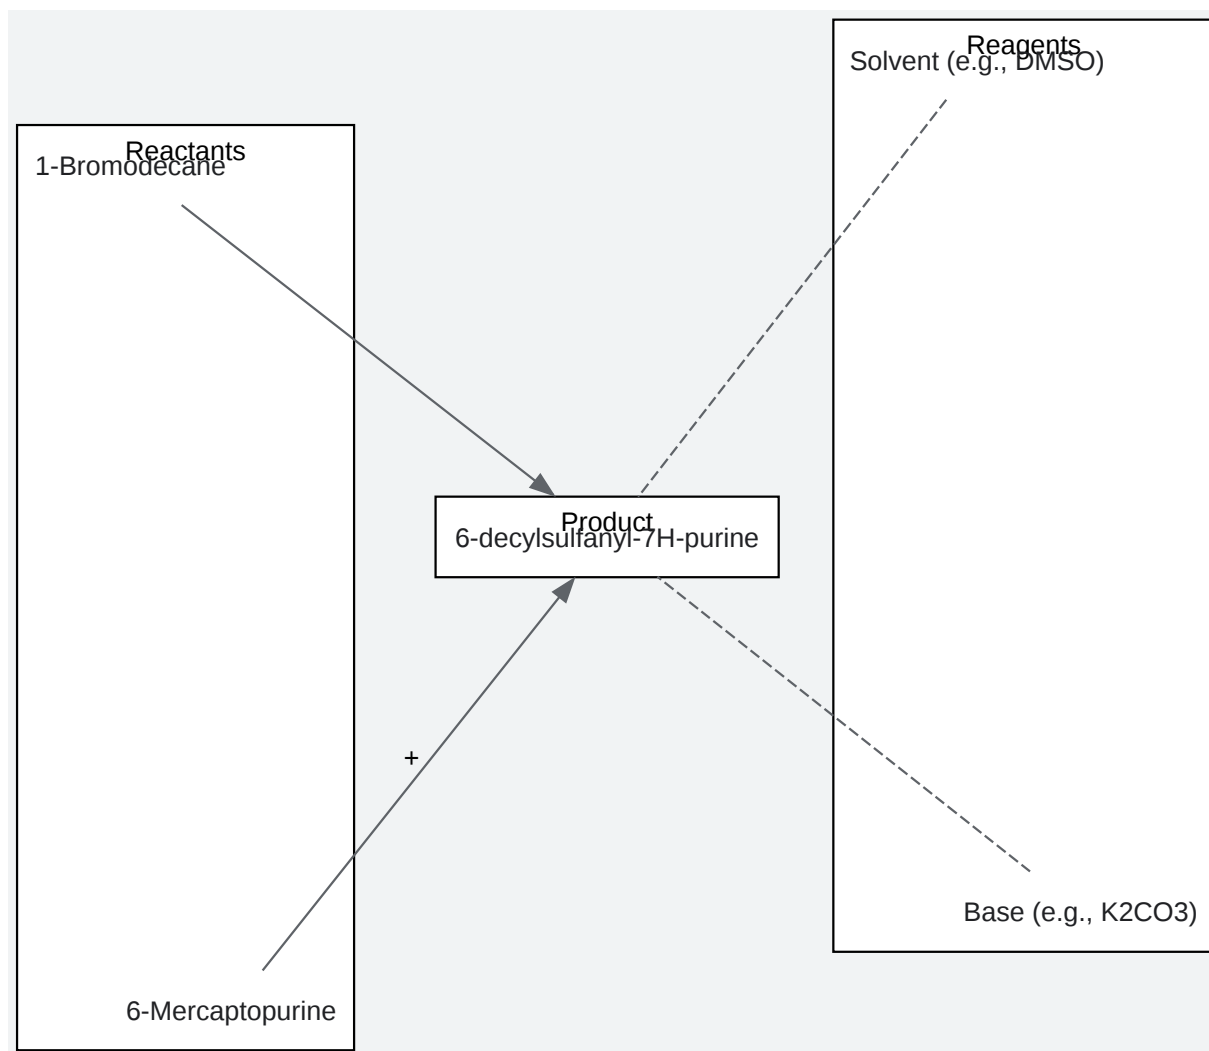 Reagents
Solvent (e.g., DMSO)
Reactants
1-Bromodecane
Product
6-decylsulfanyl-7H-purine
+
Base (e.g., K2CO3)
6-Mercaptopurine